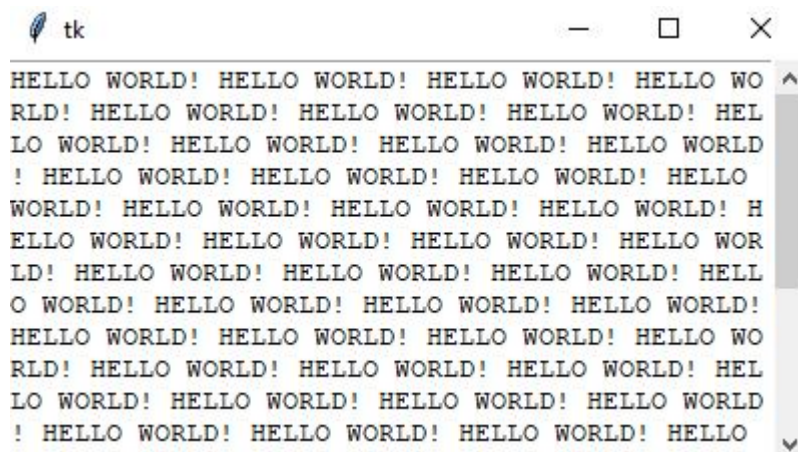 tk
HELLO WORLD! HELLO WORLD! HELLO WORLD! HELLO WO
RLD! HELLO WORLD! HELLO WORLD! HELLO WORLD! HEL
LO WORLD! HELLO WORLD! HELLO WORLD! HELLO WORLD
! HELLO WORLD! HELLO WORLD! HELLO WORLD! HELLO
WORLD! HELLO WORLD! HELLO WORLD! HELLO WORLD! H
ELLO WORLD! HELLO WORLD! HELLO WORLD! HELLO WOR
LD! HELLO WORLD! HELLO WORLD! HELLO WORLD! HELL
O WORLD! HELLO WORLD! HELLO WORLD! HELLO WORLD!
HELLO WORLD! HELLO WORLD! HELLO WORLD! HELLO WO
RLD! HELLO WORLD! HELLO WORLD! HELLO WORLD! HEL
LO WORLD! HELLO WORLD! HELLO WORLD! HELLO WORLD
! HELLO WORLD! HELLO WORLD! HELLO WORLD! HELLO